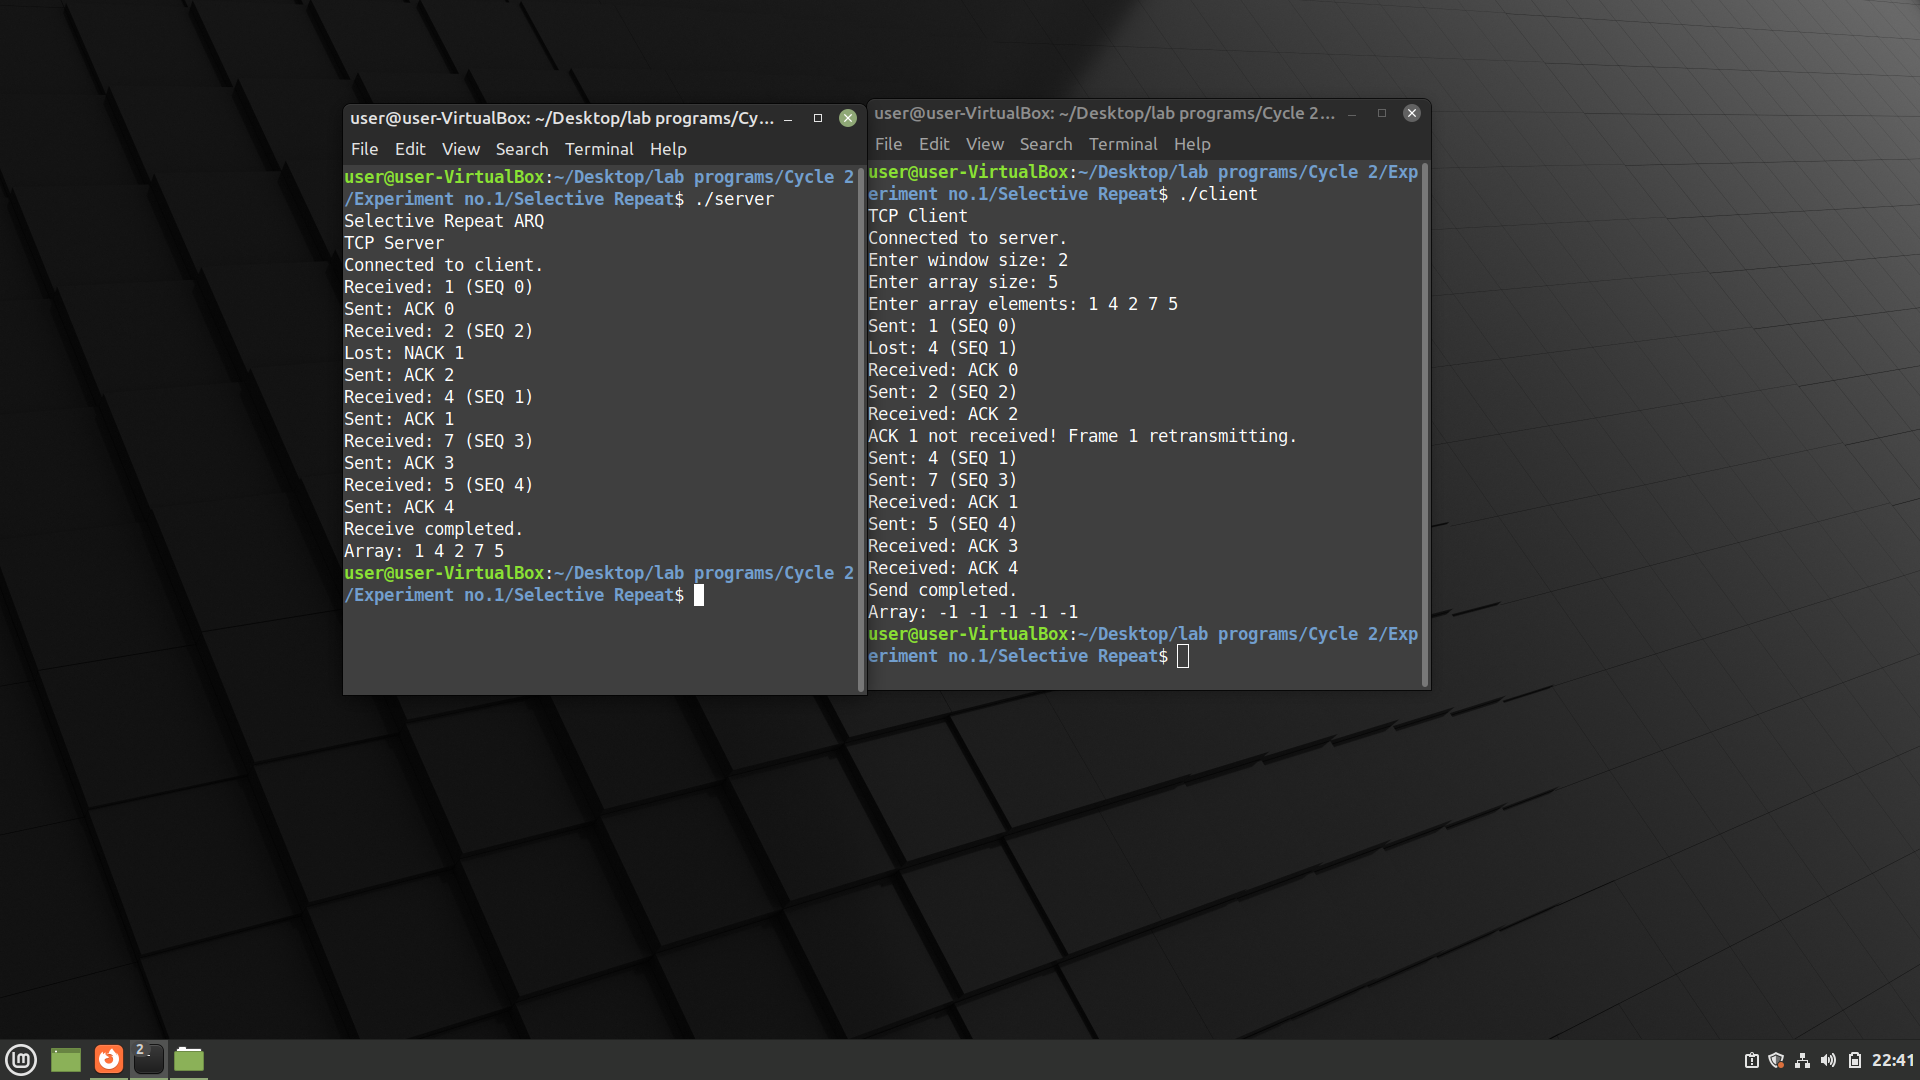 user@user-VirtualBox: ~/Desktop/lab programs/Cy...
File Edit View Search Terminal Help
user@user-VirtualBox:~/Desktop/lab programs/Cycle 2
/Experiment no.1/Selective Repeat$ ./server
Selective Repeat ARQ
TCP Server
Connected to client.
Received: 1 (SEQ 0)
Sent: ACK 0
Received: 2 (SEQ 2)
Lost: NACK 1
Sent: ACK 2
Received: 4 (SEQ 1)
Sent: ACK 1
Received: 7 (SEQ 3)
Sent: ACK 3
Received: 5 (SEQ 4)
Sent: ACK 4
Receive completed.
Array: 1 4 2 7 5
user@user-VirtualBox:~/Desktop/lab programs/Cycle 2
/Experiment no.1/Selective Repeat$
user@user-VirtualBox: ~/Desktop/lab programs/Cycle 2...
File Edit View Search Terminal Help
user@user-VirtualBox:~/Desktop/lab programs/Cycle 2/Exp
eriment no.1/Selective Repeat$ ./client
TCP Client
Connected to server.
Enter window size: 2
Enter array size: 5
Enter array elements: 1 4 2 7 5
Sent: 1 (SEQ 0)
Lost: 4 (SEQ 1)
Received: ACK 0
Sent: 2 (SEQ 2)
Received: ACK 2
ACK 1 not received! Frame 1 retransmitting.
Sent: 4 (SEQ 1)
Sent: 7 (SEQ 3)
Received: ACK 1
Sent: 5 (SEQ 4)
Received: ACK 3
Received: ACK 4
Send completed.
Array: -1 -1 -1 -1 -1
user@user-VirtualBox:~/Desktop/lab programs/Cycle 2/Exp
eriment no.1/Selective Repeat$
2
22:41